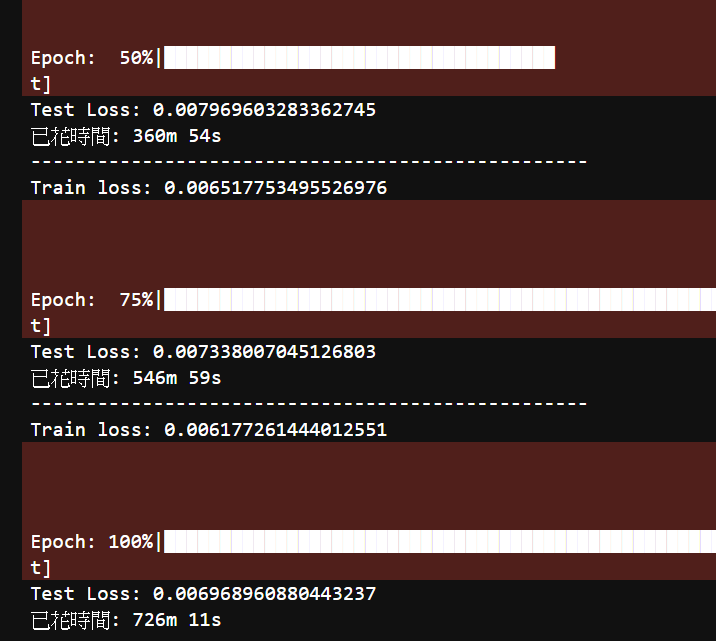 Epoch:  50%|
t]
Test Loss: 0.007969603283362745
已花時間: 360m 54s
--------------------------------------------------
Train loss: 0.006517753495526976
Epoch:  75%|
t]
Test Loss: 0.007338007045126803
已花時間: 546m 59s
--------------------------------------------------
Train loss: 0.006177261444012551
Epoch: 100%|
t]
Test Loss: 0.006968960880443237
已花時間: 726m 11s